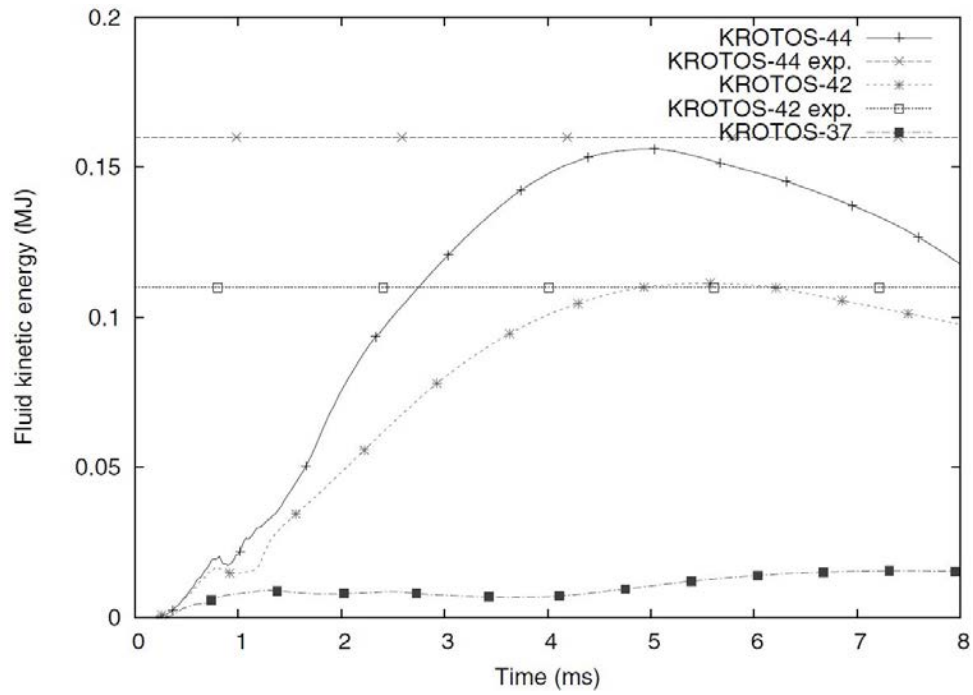 0.2
0.15
0.1
0.05
0
Fluid kinetic energy (MJ)
KROTOS-44
KROTOS-44 exp.
KROTOS-42
KROTOS-42 exp.
KROTOS-37
0 1 2 3 4 5 6 7 8
Time (ms)